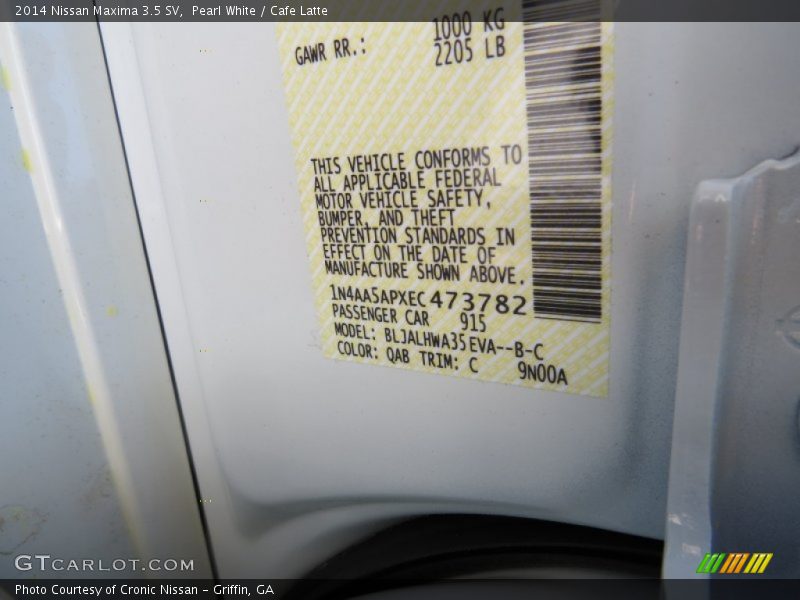 2014 Nissan Maxima 3.5 SV, Pearl White / Cafe Latte
1000 KG
GAWR RR.: 2205 LB
THIS VEHICLE CONFORMS TO
ALL APPLICABLE FEDERAL
MOTOR VEHICLE SAFETY,
BUMPER, AND THEFT
PREVENTION STANDARDS IN
EFFECT ON THE DATE OF
MANUFACTURE SHOWN ABOVE.
1N4AA5APXEC473782
PASSENGER CAR 915
MODEL: BLJALHWA35EVA--B-C
COLOR: QAB TRIM: C 9N00A
GTCARLOT.COM
Photo Courtesy of Cronic Nissan - Griffin, GA